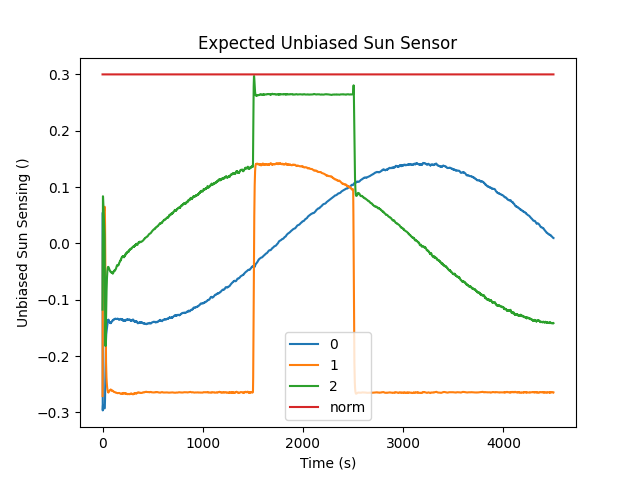 Expected Unbiased Sun Sensor
Unbiased Sun Sensing ()
0.3
0.2
0.1
0.0
−0.1
−0.2
−0.3
0
1
2
norm
0 1000 2000 3000 4000
Time (s)